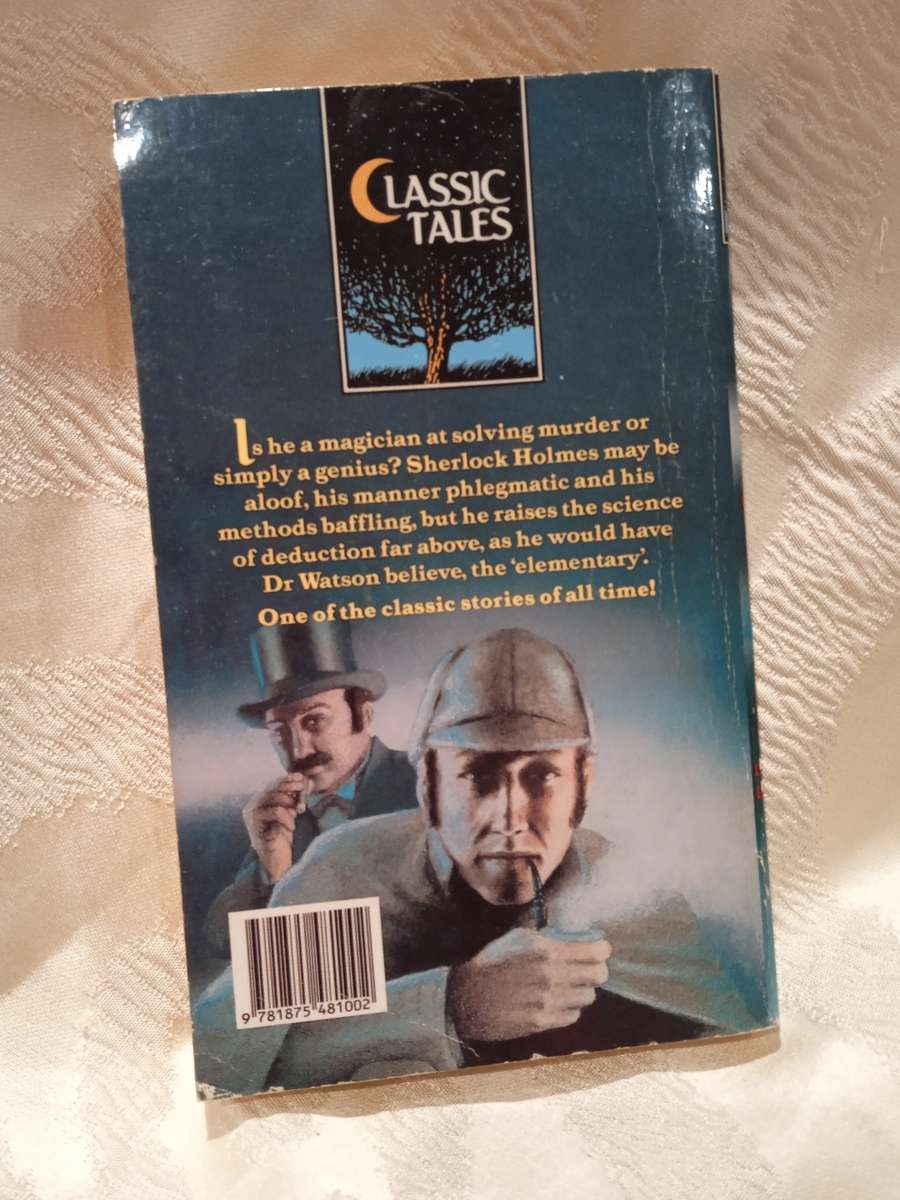 CLASSIC
TALES
Is he a magician at solving murder or
simply a genius? Sherlock Holmes may be
aloof, his manner phlegmatic and his
methods baffling, but he raises the science
of deduction far above, as he would have
Dr Watson believe, the ‘elementary’.
One of the classic stories of all time!
9 781875 481002